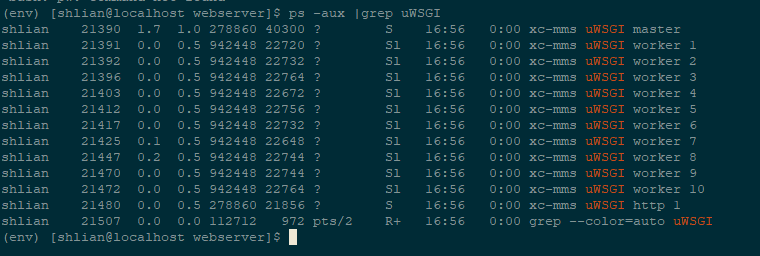 (env) [shlian@localhost webserver]$ ps -aux |grep uWSGI
shlian   21390  1.7  1.0 278860 40300 ?        S    16:56   0:00 xc-mms uWSGI master
shlian   21391  0.0  0.5 942448 22720 ?        Sl   16:56   0:00 xc-mms uWSGI worker 1
shlian   21392  0.0  0.5 942448 22732 ?        Sl   16:56   0:00 xc-mms uWSGI worker 2
shlian   21396  0.0  0.5 942448 22764 ?        Sl   16:56   0:00 xc-mms uWSGI worker 3
shlian   21403  0.0  0.5 942448 22672 ?        Sl   16:56   0:00 xc-mms uWSGI worker 4
shlian   21412  0.0  0.5 942448 22756 ?        Sl   16:56   0:00 xc-mms uWSGI worker 5
shlian   21417  0.0  0.5 942448 22732 ?        Sl   16:56   0:00 xc-mms uWSGI worker 6
shlian   21425  0.1  0.5 942448 22648 ?        Sl   16:56   0:00 xc-mms uWSGI worker 7
shlian   21447  0.2  0.5 942448 22744 ?        Sl   16:56   0:00 xc-mms uWSGI worker 8
shlian   21470  0.0  0.5 942448 22744 ?        Sl   16:56   0:00 xc-mms uWSGI worker 9
shlian   21472  0.0  0.5 942448 22764 ?        Sl   16:56   0:00 xc-mms uWSGI worker 10
shlian   21480  0.0  0.5 278860 21856 ?        S    16:56   0:00 xc-mms uWSGI http 1
shlian   21507  0.0  0.0 112712   972 pts/2    R+   16:56   0:00 grep --color=auto uWSGI
(env) [shlian@localhost webserver]$